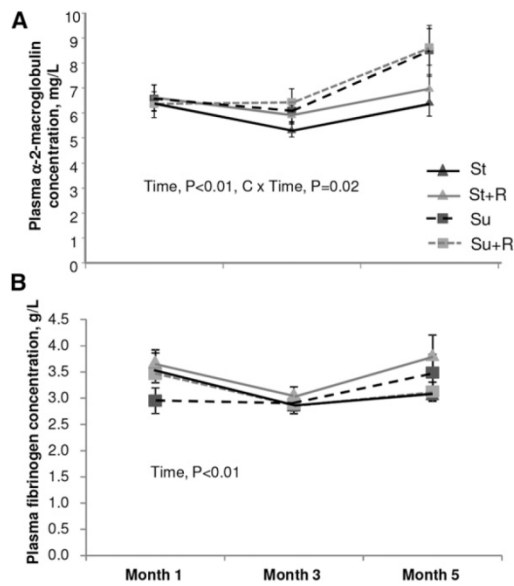 A
Plasma α-2-macroglobulin
concentration, mg/L
10
9
8
7
6
5
4
3
2
1
0
Time, P<0.01, C x Time, P=0.02
St
St+R
Su
Su+R
B
Plasma fibrinogen concentration, g/L
4.5
4.0
3.5
3.0
2.5
2.0
1.5
1.0
0.5
0.0
Time, P<0.01
Month 1 Month 3 Month 5